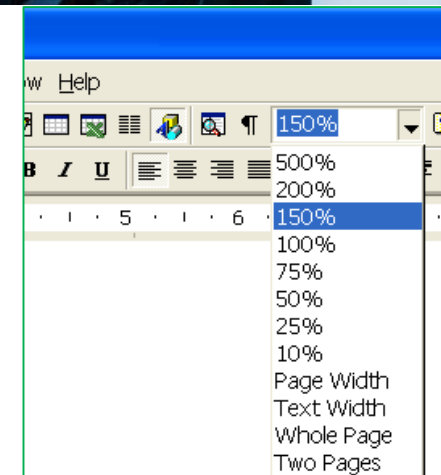 w Help
150%
B I U
5 6
500%
200%
150%
100%
75%
50%
25%
10%
Page Width
Text Width
Whole Page
Two Pages